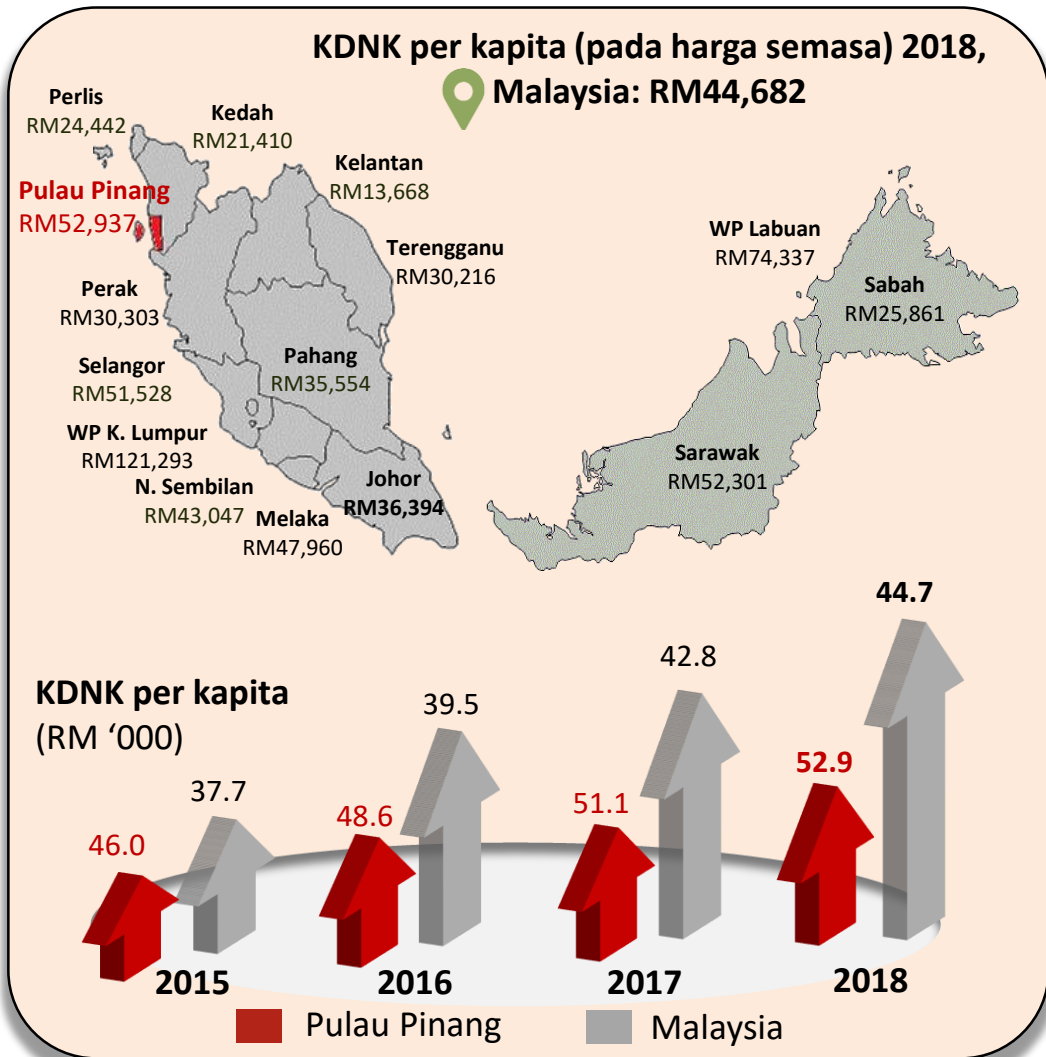 KDNK per kapita (pada harga semasa) 2018,
Malaysia: RM44,682
Perlis
RM24,442
Kedah
RM21,410
Kelantan
RM13,668
Pulau Pinang
RM52,937
Terengganu
RM30,216
WP Labuan
RM74,337
Sabah
RM25,861
Perak
RM30,303
Pahang
RM35,554
Selangor
RM51,528
WP K. Lumpur
RM121,293
Sarawak
RM52,301
Johor
RM36,394
N. Sembilan
RM43,047
Melaka
RM47,960
KDNK per kapita
(RM ‘000)
46.0
37.7
48.6
39.5
51.1
42.8
52.9
44.7
2015
2016
2017
2018
Pulau Pinang
Malaysia